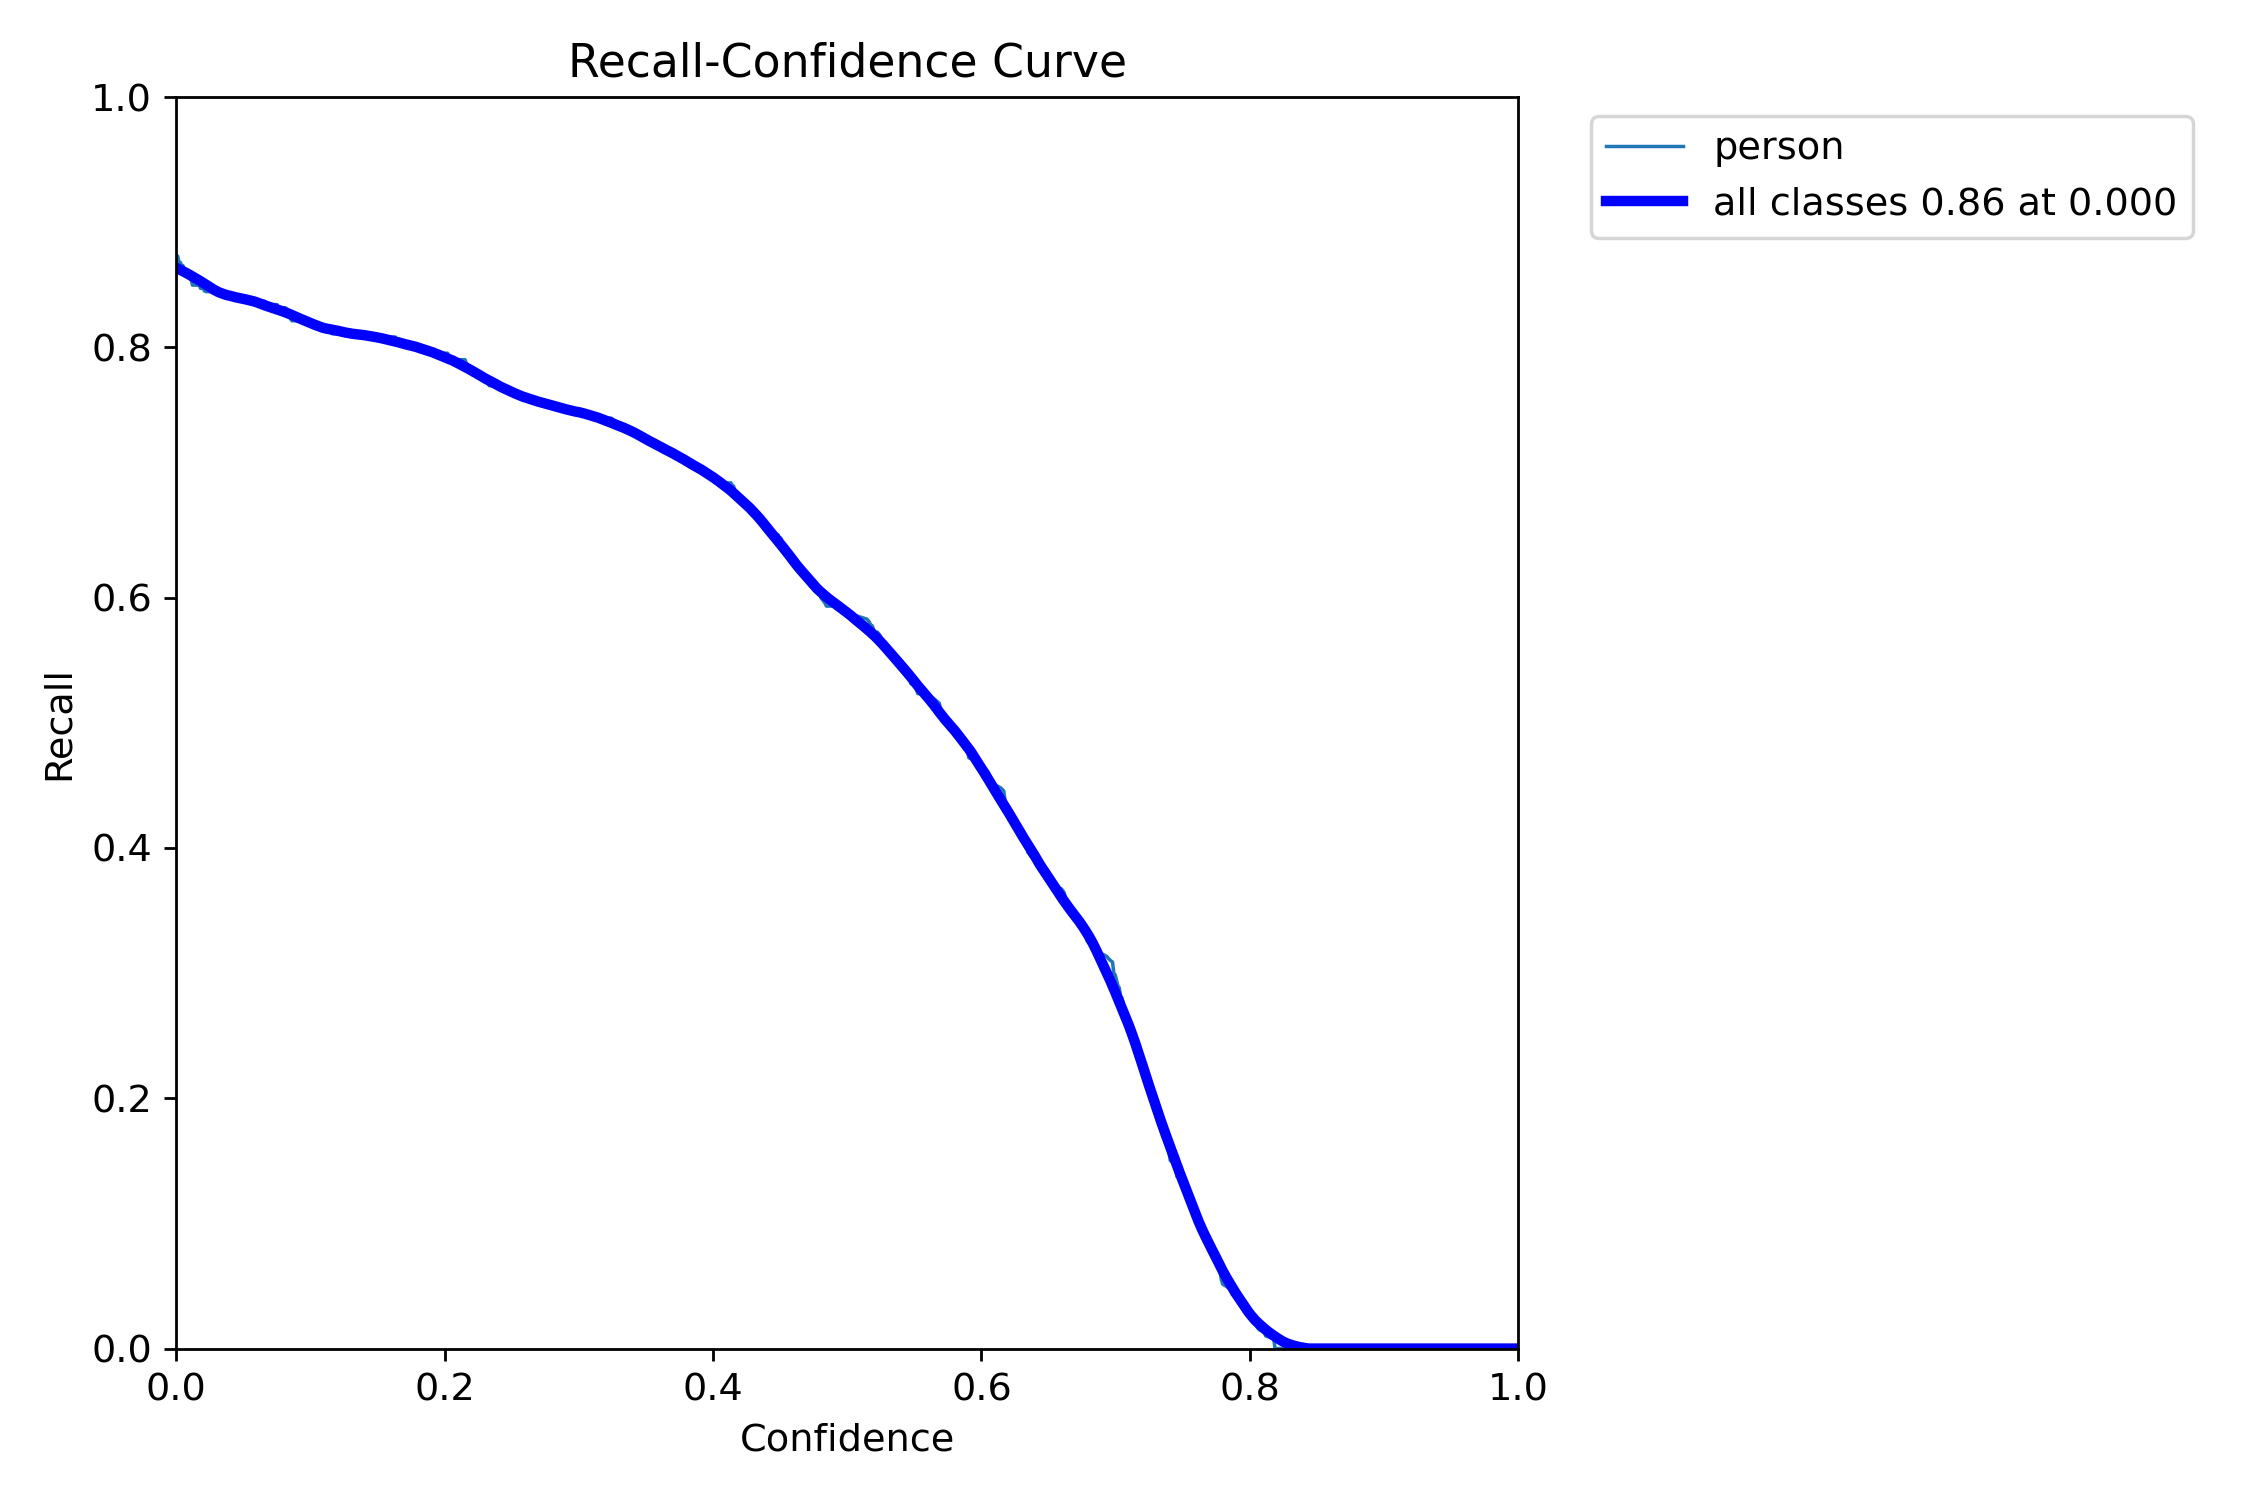 Recall-Confidence Curve
1.0
0.8
0.6
0.4
0.2
0.0
Recall
0.0 0.2 0.4 0.6 0.8 1.0
Confidence
person
all classes 0.86 at 0.000